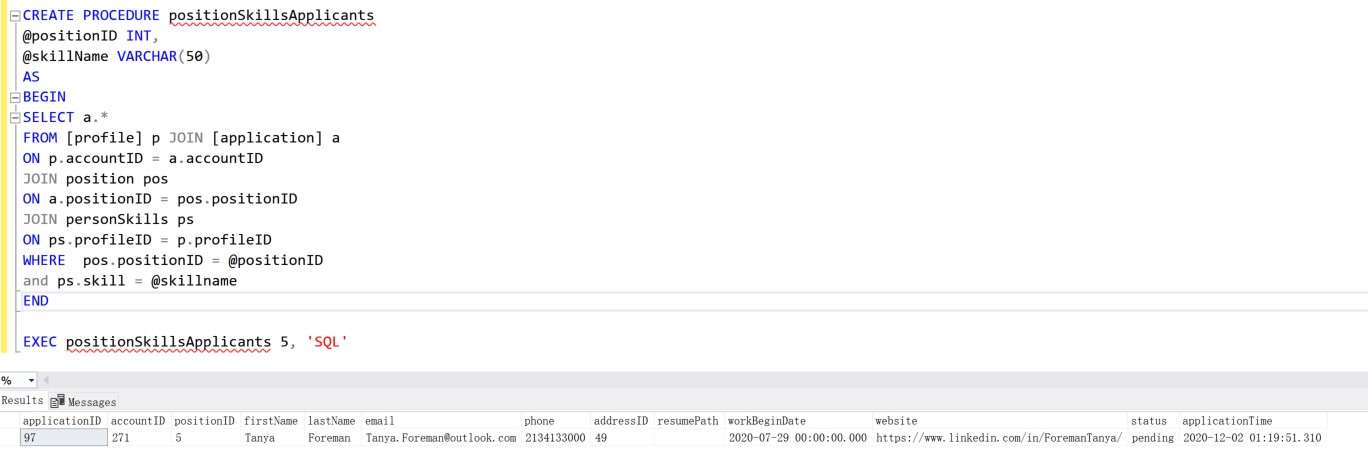 CREATE PROCEDURE positionSkillsApplicants
@positionID INT,
@skillName VARCHAR(50)
AS
BEGIN
SELECT a.*
FROM [profile] p JOIN [application] a
ON p.accountID = a.accountID
JOIN position pos
ON a.positionID = pos.positionID
JOIN personSkills ps
ON ps.profileID = p.profileID
WHERE  pos.positionID = @positionID
and ps.skill = @skillname
END
EXEC positionSkillsApplicants 5, 'SQL'
%
Results Messages
applicationID accountID positionID firstName lastName email phone addressID resumePath workBeginDate website status applicationTime
97 271 5 Tanya Foreman Tanya.Foreman@outlook.com 2134133000 49 2020-07-29 00:00:00.000 https://www.linkedin.com/in/ForemanTanya/ pending 2020-12-02 01:19:51.310